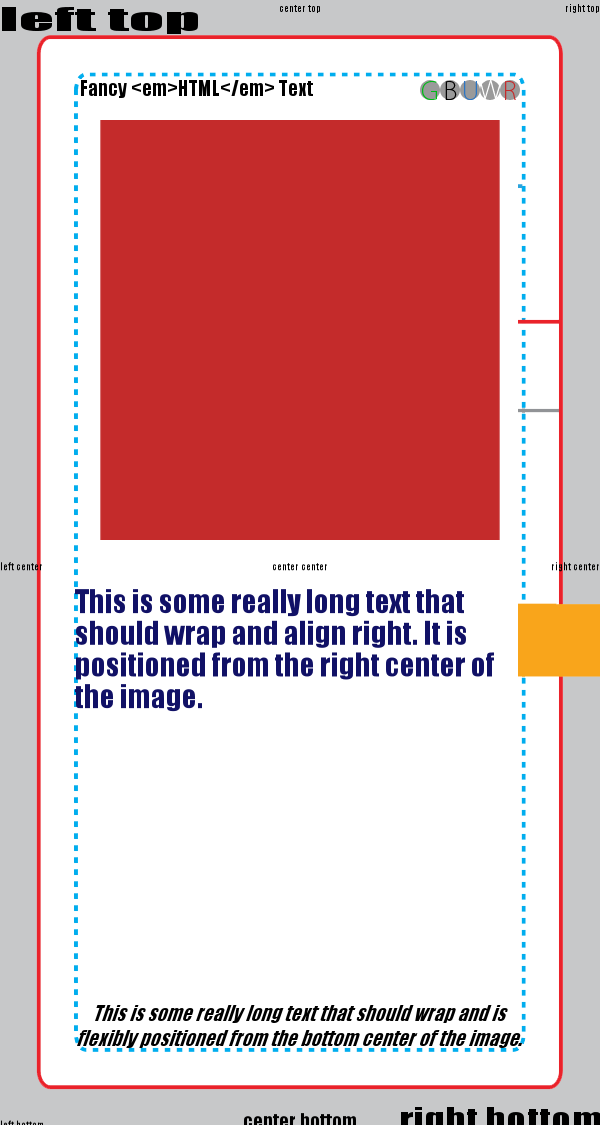 left top center top right top
Fancy <em>HTML</em> Text GBUWR
left center center center right center
This is some really long text that
should wrap and align right. It is
positioned from the right center of
the image.
This is some really long text that should wrap and is
flexibly positioned from the bottom center of the image.
left bottom center bottom right bottom